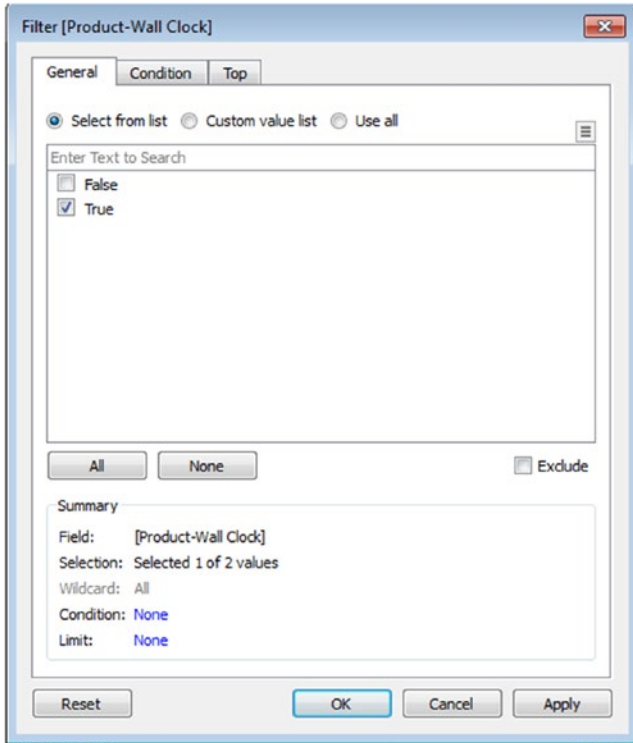 Filter [Product-Wall Clock]
General Condition Top
Select from list Custom value list Use all
Enter Text to Search
False
True
All None Exclude
Summary
Field: [Product-Wall Clock]
Selection: Selected 1 of 2 values
Wildcard: All
Condition: None
Limit: None
Reset OK Cancel Apply